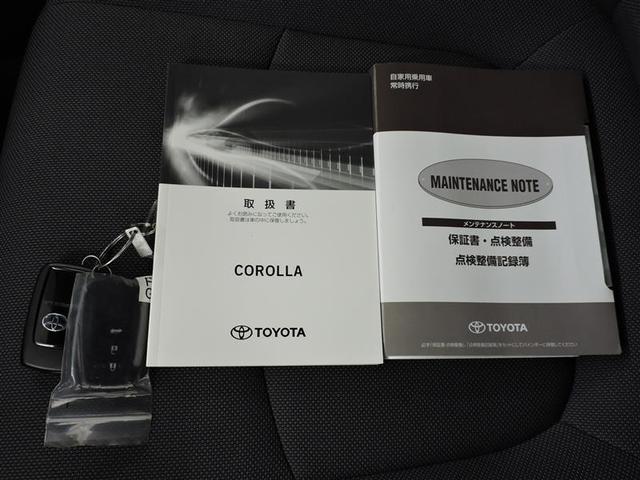 取扱書
よくお読みになってご使用ください。
取扱書は車の中に保管しましょう。
COROLLA
TOYOTA
自家用乗用車
常時携行
MAINTENANCE NOTE
メンテナンスノート
保証書・点検整備
点検整備記録簿
TOYOTA